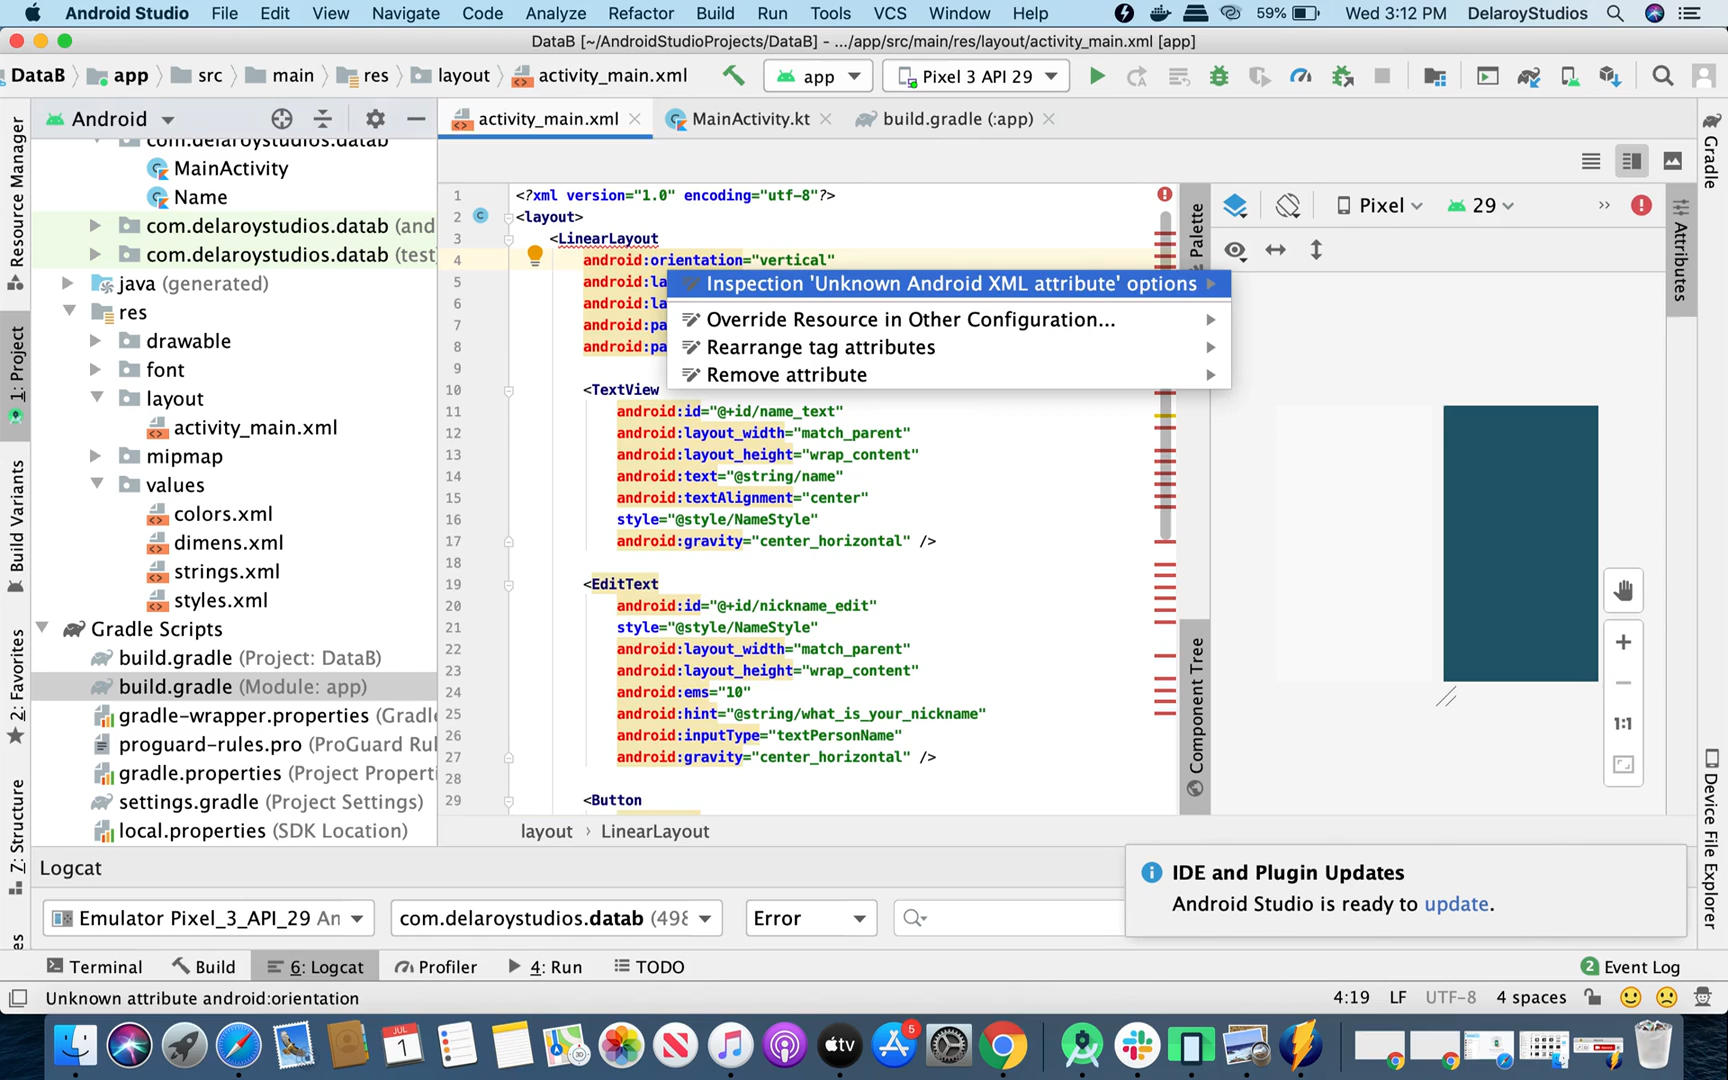 Android Studio File Edit View Navigate Code Analyze Refactor Build Run Tools VCS Window Help 59% Wed 3:12 PM DelaroyStudios
DataB [~/AndroidStudioProjects/DataB] - .../app/src/main/res/layout/activity_main.xml [app]
DataB app src main res layout activity_main.xml app Pixel 3 API 29
Android
activity_main.xml MainActivity.kt build.gradle (:app)
com.delaroystudios.datab
MainActivity
Name
com.delaroystudios.datab (and
com.delaroystudios.datab (test
java (generated)
res
drawable
font
layout
activity_main.xml
mipmap
values
colors.xml
dimens.xml
strings.xml
styles.xml
Gradle Scripts
build.gradle (Project: DataB)
build.gradle (Module: app)
gradle-wrapper.properties (Gradl
proguard-rules.pro (ProGuard Rul
gradle.properties (Project Properti
settings.gradle (Project Settings)
local.properties (SDK Location)
Resource Manager
1: Project
Build Variants
2: Favorites
Z: Structure
1 <?xml version="1.0" encoding="utf-8"?>
2 <layout>
3 <LinearLayout
4 android:orientation="vertical"
5 android:la
6 android:la
7 android:pa
8 android:pa
9
10 <TextView
11 android:id="@+id/name_text"
12 android:layout_width="match_parent"
13 android:layout_height="wrap_content"
14 android:text="@string/name"
15 android:textAlignment="center"
16 style="@style/NameStyle"
17 android:gravity="center_horizontal" />
18
19 <EditText
20 android:id="@+id/nickname_edit"
21 style="@style/NameStyle"
22 android:layout_width="match_parent"
23 android:layout_height="wrap_content"
24 android:ems="10"
25 android:hint="@string/what_is_your_nickname"
26 android:inputType="textPersonName"
27 android:gravity="center_horizontal" />
28
29 <Button
Inspection 'Unknown Android XML attribute' options
Override Resource in Other Configuration...
Rearrange tag attributes
Remove attribute
layout › LinearLayout
Palette
Component Tree
Pixel 29 >>
1:1
Gradle
Attributes
Device File Explorer
Logcat
Emulator Pixel_3_API_29 An com.delaroystudios.datab (498 Error
IDE and Plugin Updates
Android Studio is ready to update.
Terminal Build 6: Logcat Profiler 4: Run TODO 2 Event Log
Unknown attribute android:orientation 4:19 LF UTF-8 4 spaces
JUL
1
tv
5